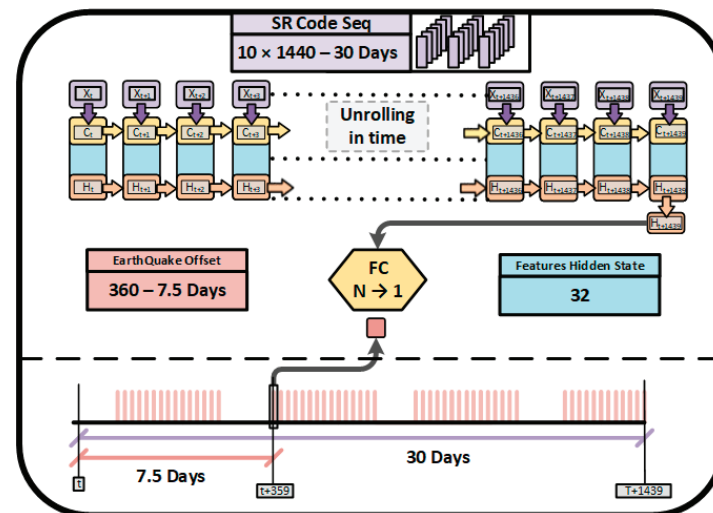 SR Code Seq
10 × 1440 – 30 Days
Xt Xt+1 Xt+2 Xt+3 Xt+1436 Xt+1437 Xt+1438 Xt+1439
Unrolling
in time
Ct Ct+1 Ct+2 Ct+3 Ct+1436 Ct+1437 Ct+1438 Ct+1439
Ht Ht+1 Ht+2 Ht+3 Ht+1436 Ht+1437 Ht+1438 Ht+1439
Ht+1439
EarthQuake Offset
360 – 7.5 Days
FC
N → 1
Features Hidden State
32
30 Days
7.5 Days
t t+359 T+1439